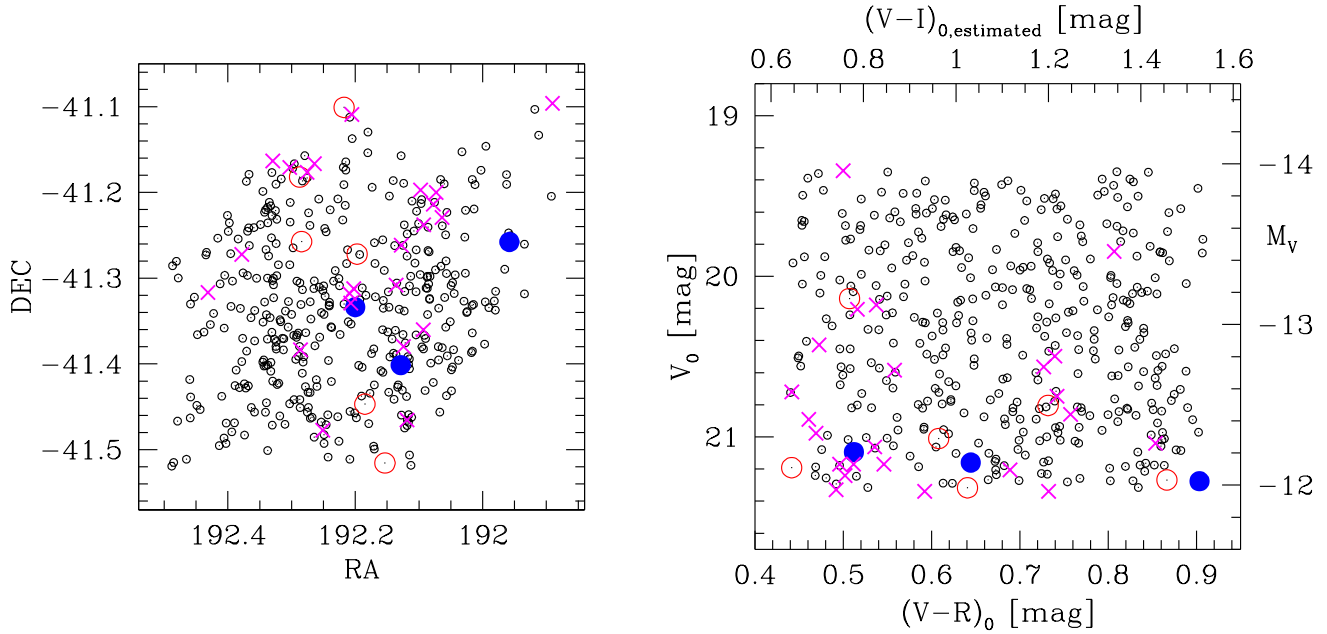 (V-I)0,estimated [mag]
0.6 0.8 1 1.2 1.4 1.6
−41.1
−41.2
−41.3
−41.4
−41.5
DEC
192.4 192.2 192
RA
19
20
21
V0 [mag]
−14
−13
−12
MV
0.4 0.5 0.6 0.7 0.8 0.9
(V−R)0 [mag]